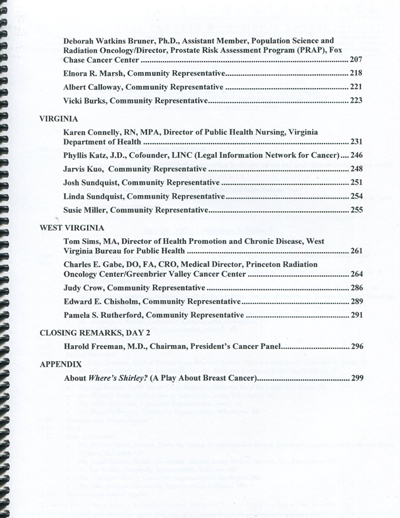 Deborah Watkins Bruner, Ph.D., Assistant Member, Population Science and
Radiation Oncology/Director, Prostate Risk Assessment Program (PRAP), Fox
Chase Cancer Center ........ 207
Elnora R. Marsh, Community Representative........ 218
Albert Calloway, Community Representative ........ 221
Vicki Burks, Community Representative........ 223
VIRGINIA
Karen Connelly, RN, MPA, Director of Public Health Nursing, Virginia
Department of Health ........ 231
Phyllis Katz, J.D., Cofounder, LINC (Legal Information Network for Cancer).... 246
Jarvis Kuo, Community Representative ........ 248
Josh Sundquist, Community Representative ........ 251
Linda Sundquist, Community Representative ........ 254
Susie Miller, Community Representative........ 255
WEST VIRGINIA
Tom Sims, MA, Director of Health Promotion and Chronic Disease, West
Virginia Bureau for Public Health ........ 261
Charles E. Gabe, DO, FA, CRO, Medical Director, Princeton Radiation
Oncology Center/Greenbrier Valley Cancer Center ........ 264
Judy Crow, Community Representative ........ 286
Edward E. Chisholm, Community Representative........ 289
Pamela S. Rutherford, Community Representative ........ 291
CLOSING REMARKS, DAY 2
Harold Freeman, M.D., Chairman, President's Cancer Panel........ 296
APPENDIX
About Where's Shirley? (A Play About Breast Cancer)........ 299